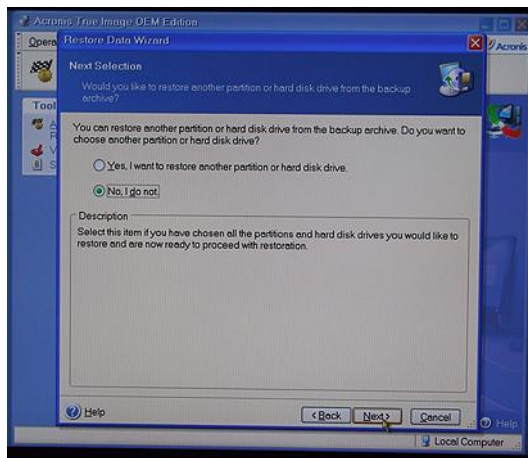 Acronis True Image OEM Edition
Opera
Restore Data Wizard
Acronis
Next Selection
Would you like to restore another partition or hard disk drive from the backup
archive?
Tool
You can restore another partition or hard disk drive from the backup archive. Do you want to
choose another partition or hard disk drive?
Yes, I want to restore another partition or hard disk drive.
No, I do not.
Description
Select this item if you have chosen all the partitions and hard disk drives you would like to
restore and are now ready to proceed with restoration.
Help
< Back
Next >
Cancel
Help
Local Computer